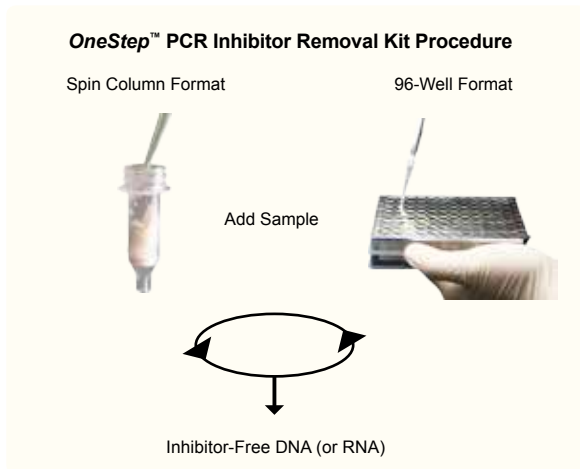 OneStep™ PCR Inhibitor Removal Kit Procedure
Spin Column Format
96-Well Format
Add Sample
Inhibitor-Free DNA (or RNA)